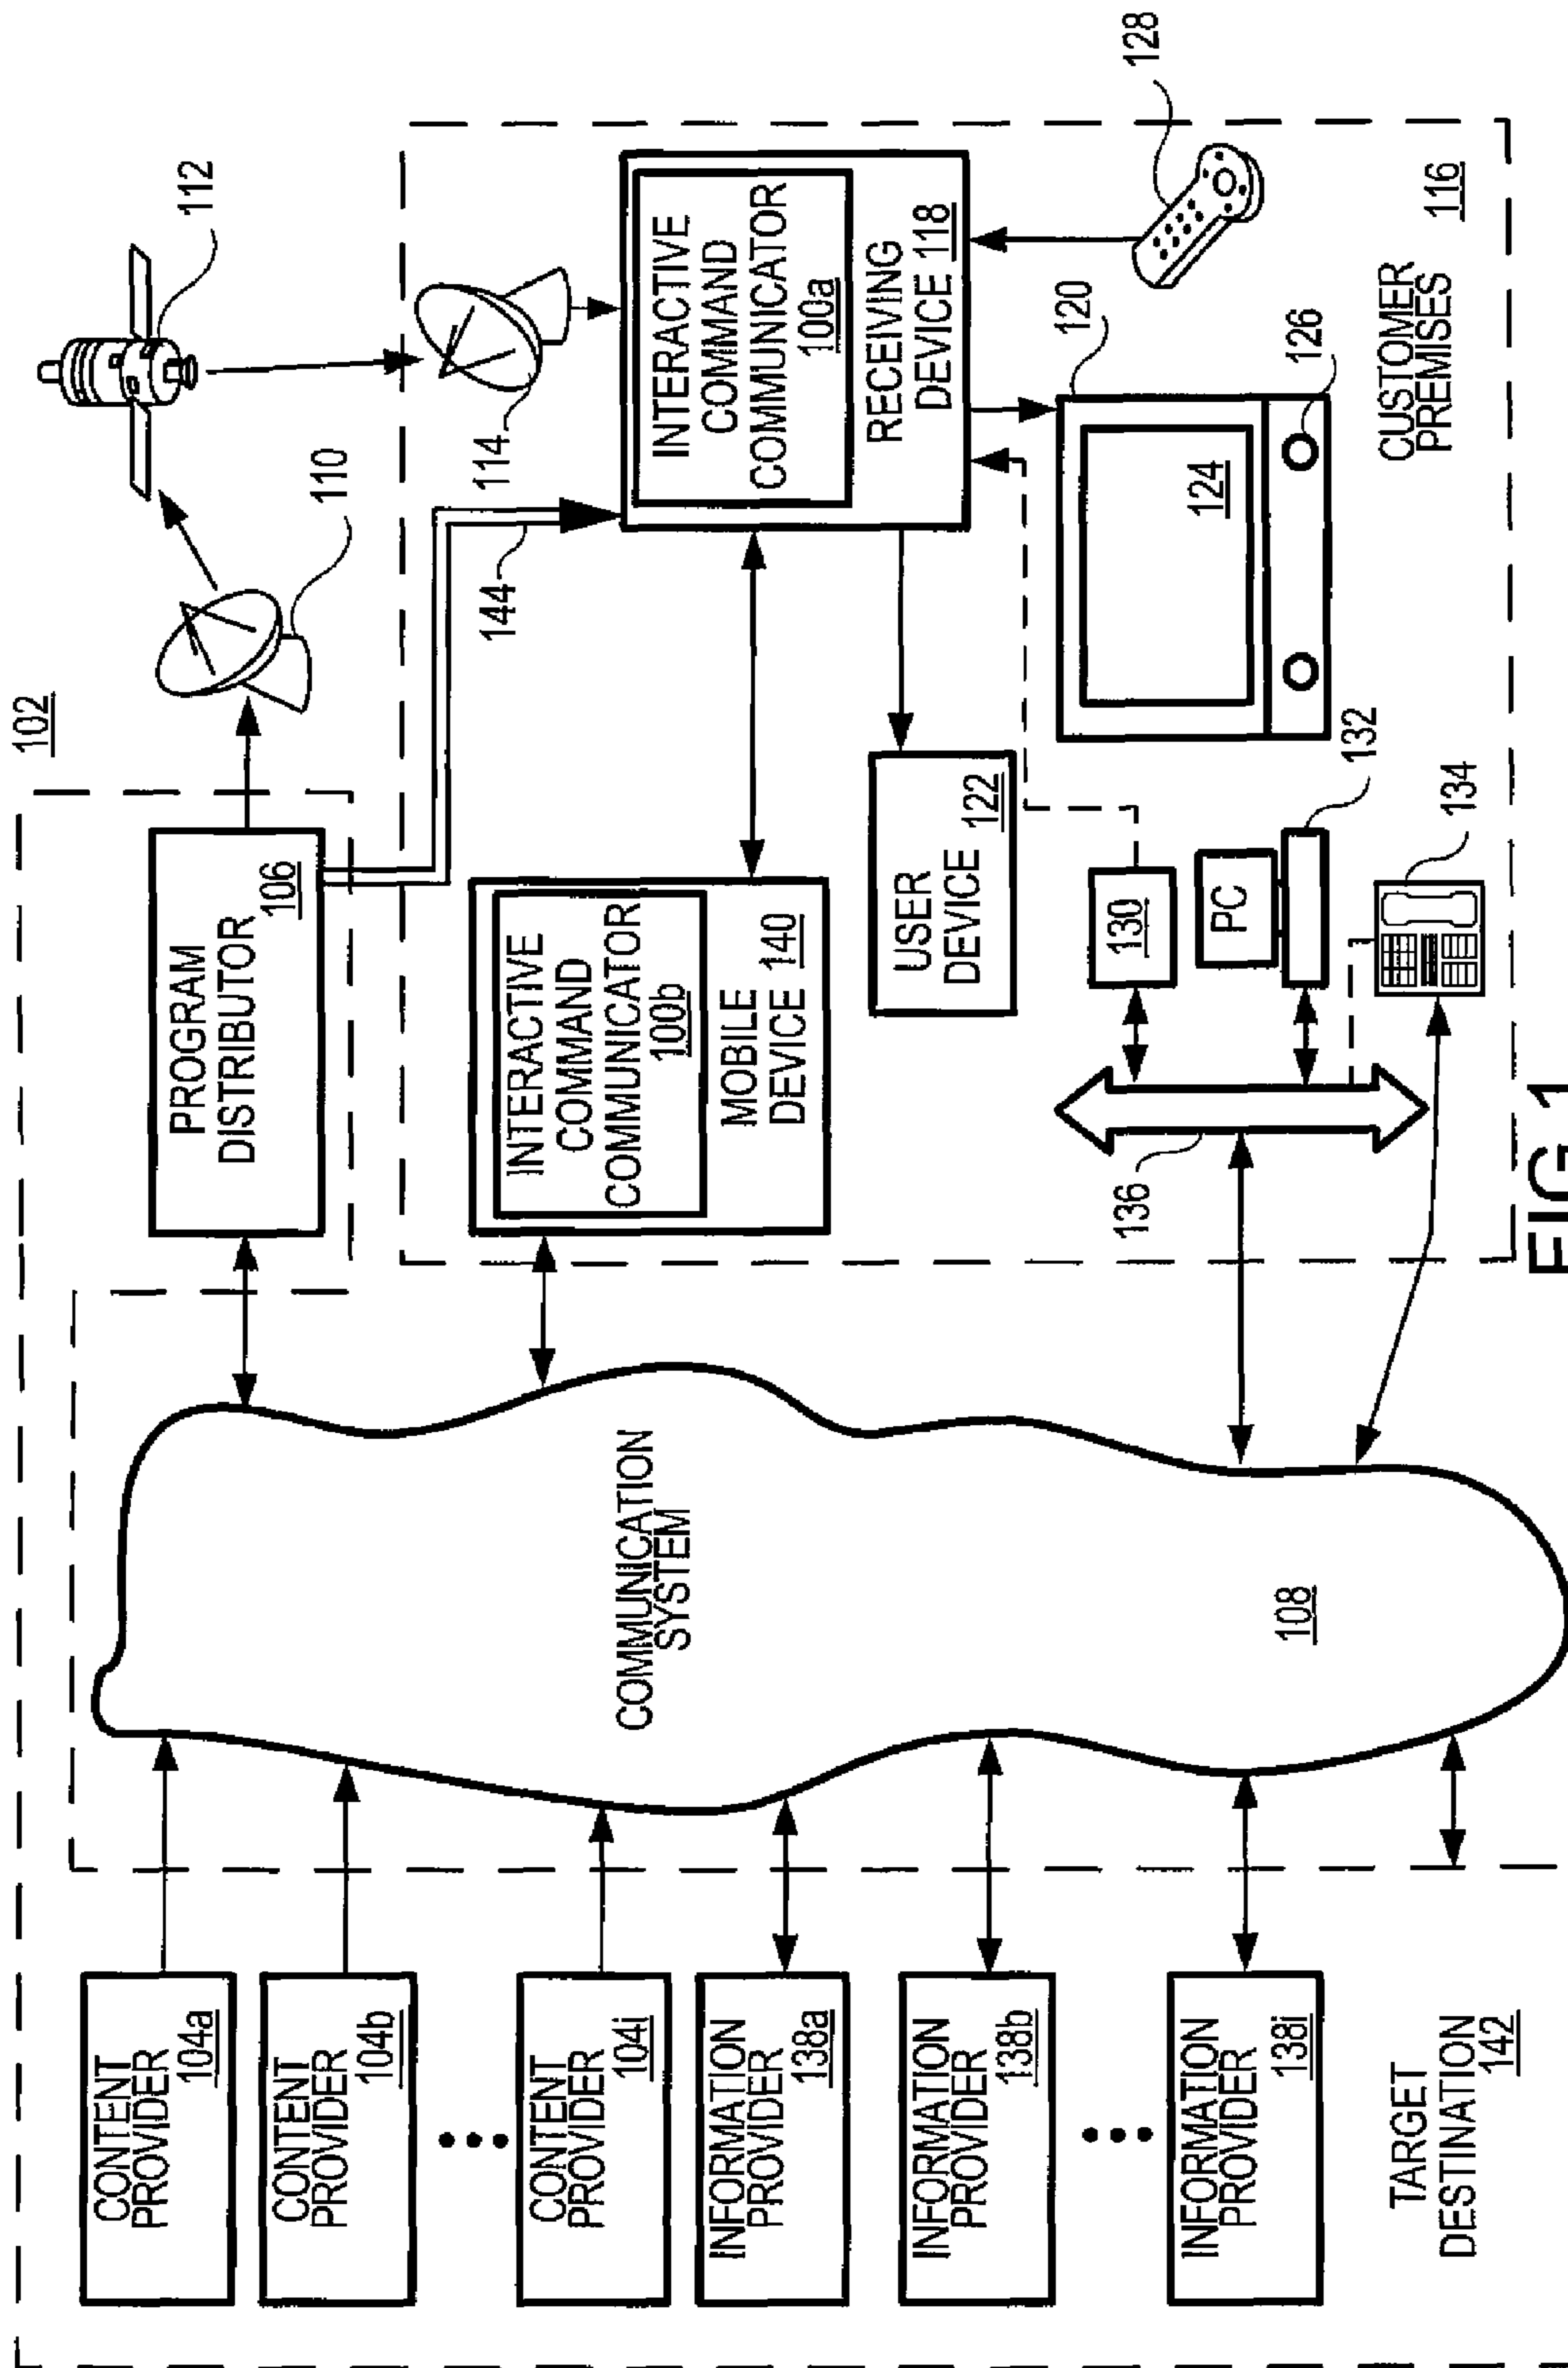 102
CONTENT
PROVIDER
104a
CONTENT
PROVIDER
104b
CONTENT
PROVIDER
104i
INFORMATION
PROVIDER
138a
INFORMATION
PROVIDER
138b
INFORMATION
PROVIDER
138i
TARGET
DESTINATION
142
COMMUNICATION
SYSTEM
108
PROGRAM
DISTRIBUTOR
106
110
112
114
144
INTERACTIVE
COMMAND
COMMUNICATOR
100b
MOBILE
DEVICE 140
INTERACTIVE
COMMAND
COMMUNICATOR
100a
RECEIVING
DEVICE 118
USER
DEVICE 122
120
124
126
128
130
PC
132
134
136
CUSTOMER
PREMISES
116
FIG.1